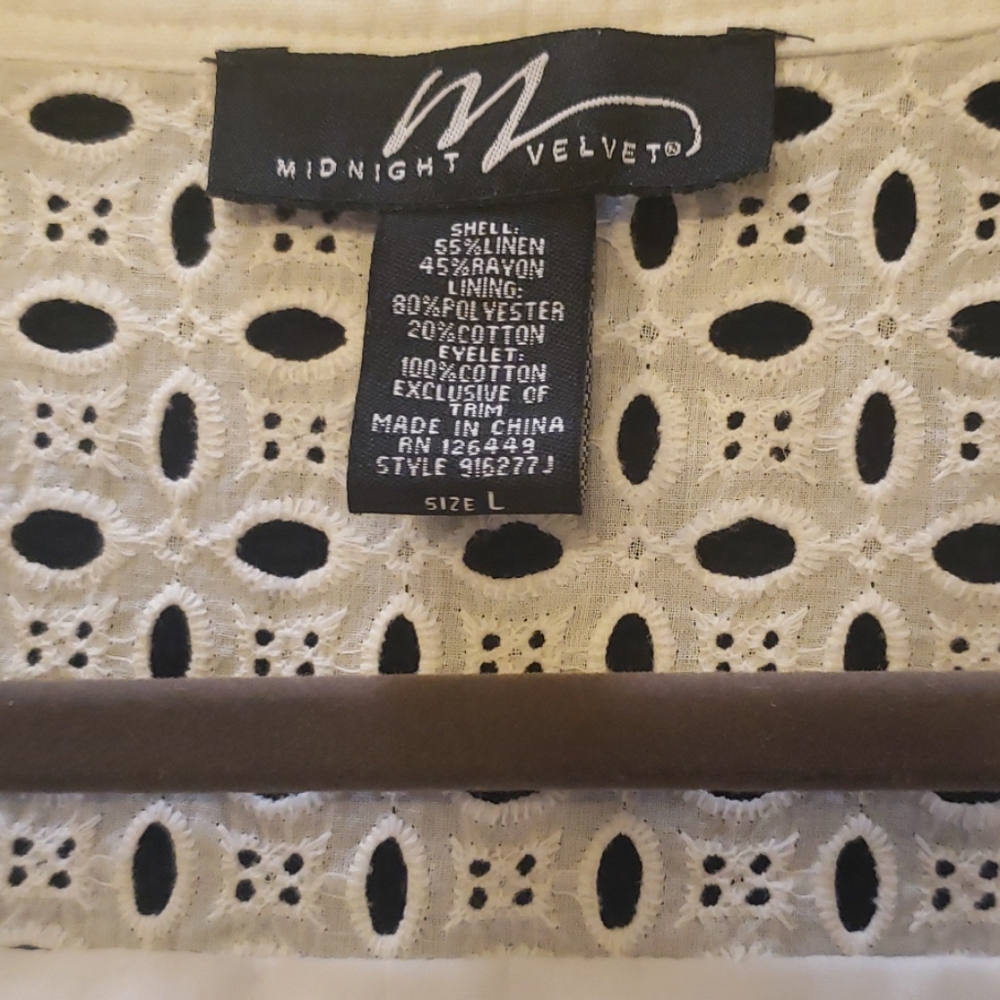 M
MIDNIGHT VELVET®
SHELL:
55%LINEN
45%RAYON
LINING:
80%POLYESTER
20%COTTON
EYELET:
100%COTTON
EXCLUSIVE OF
TRIM
MADE IN CHINA
RN 126449
STYLE 916277J
SIZE L